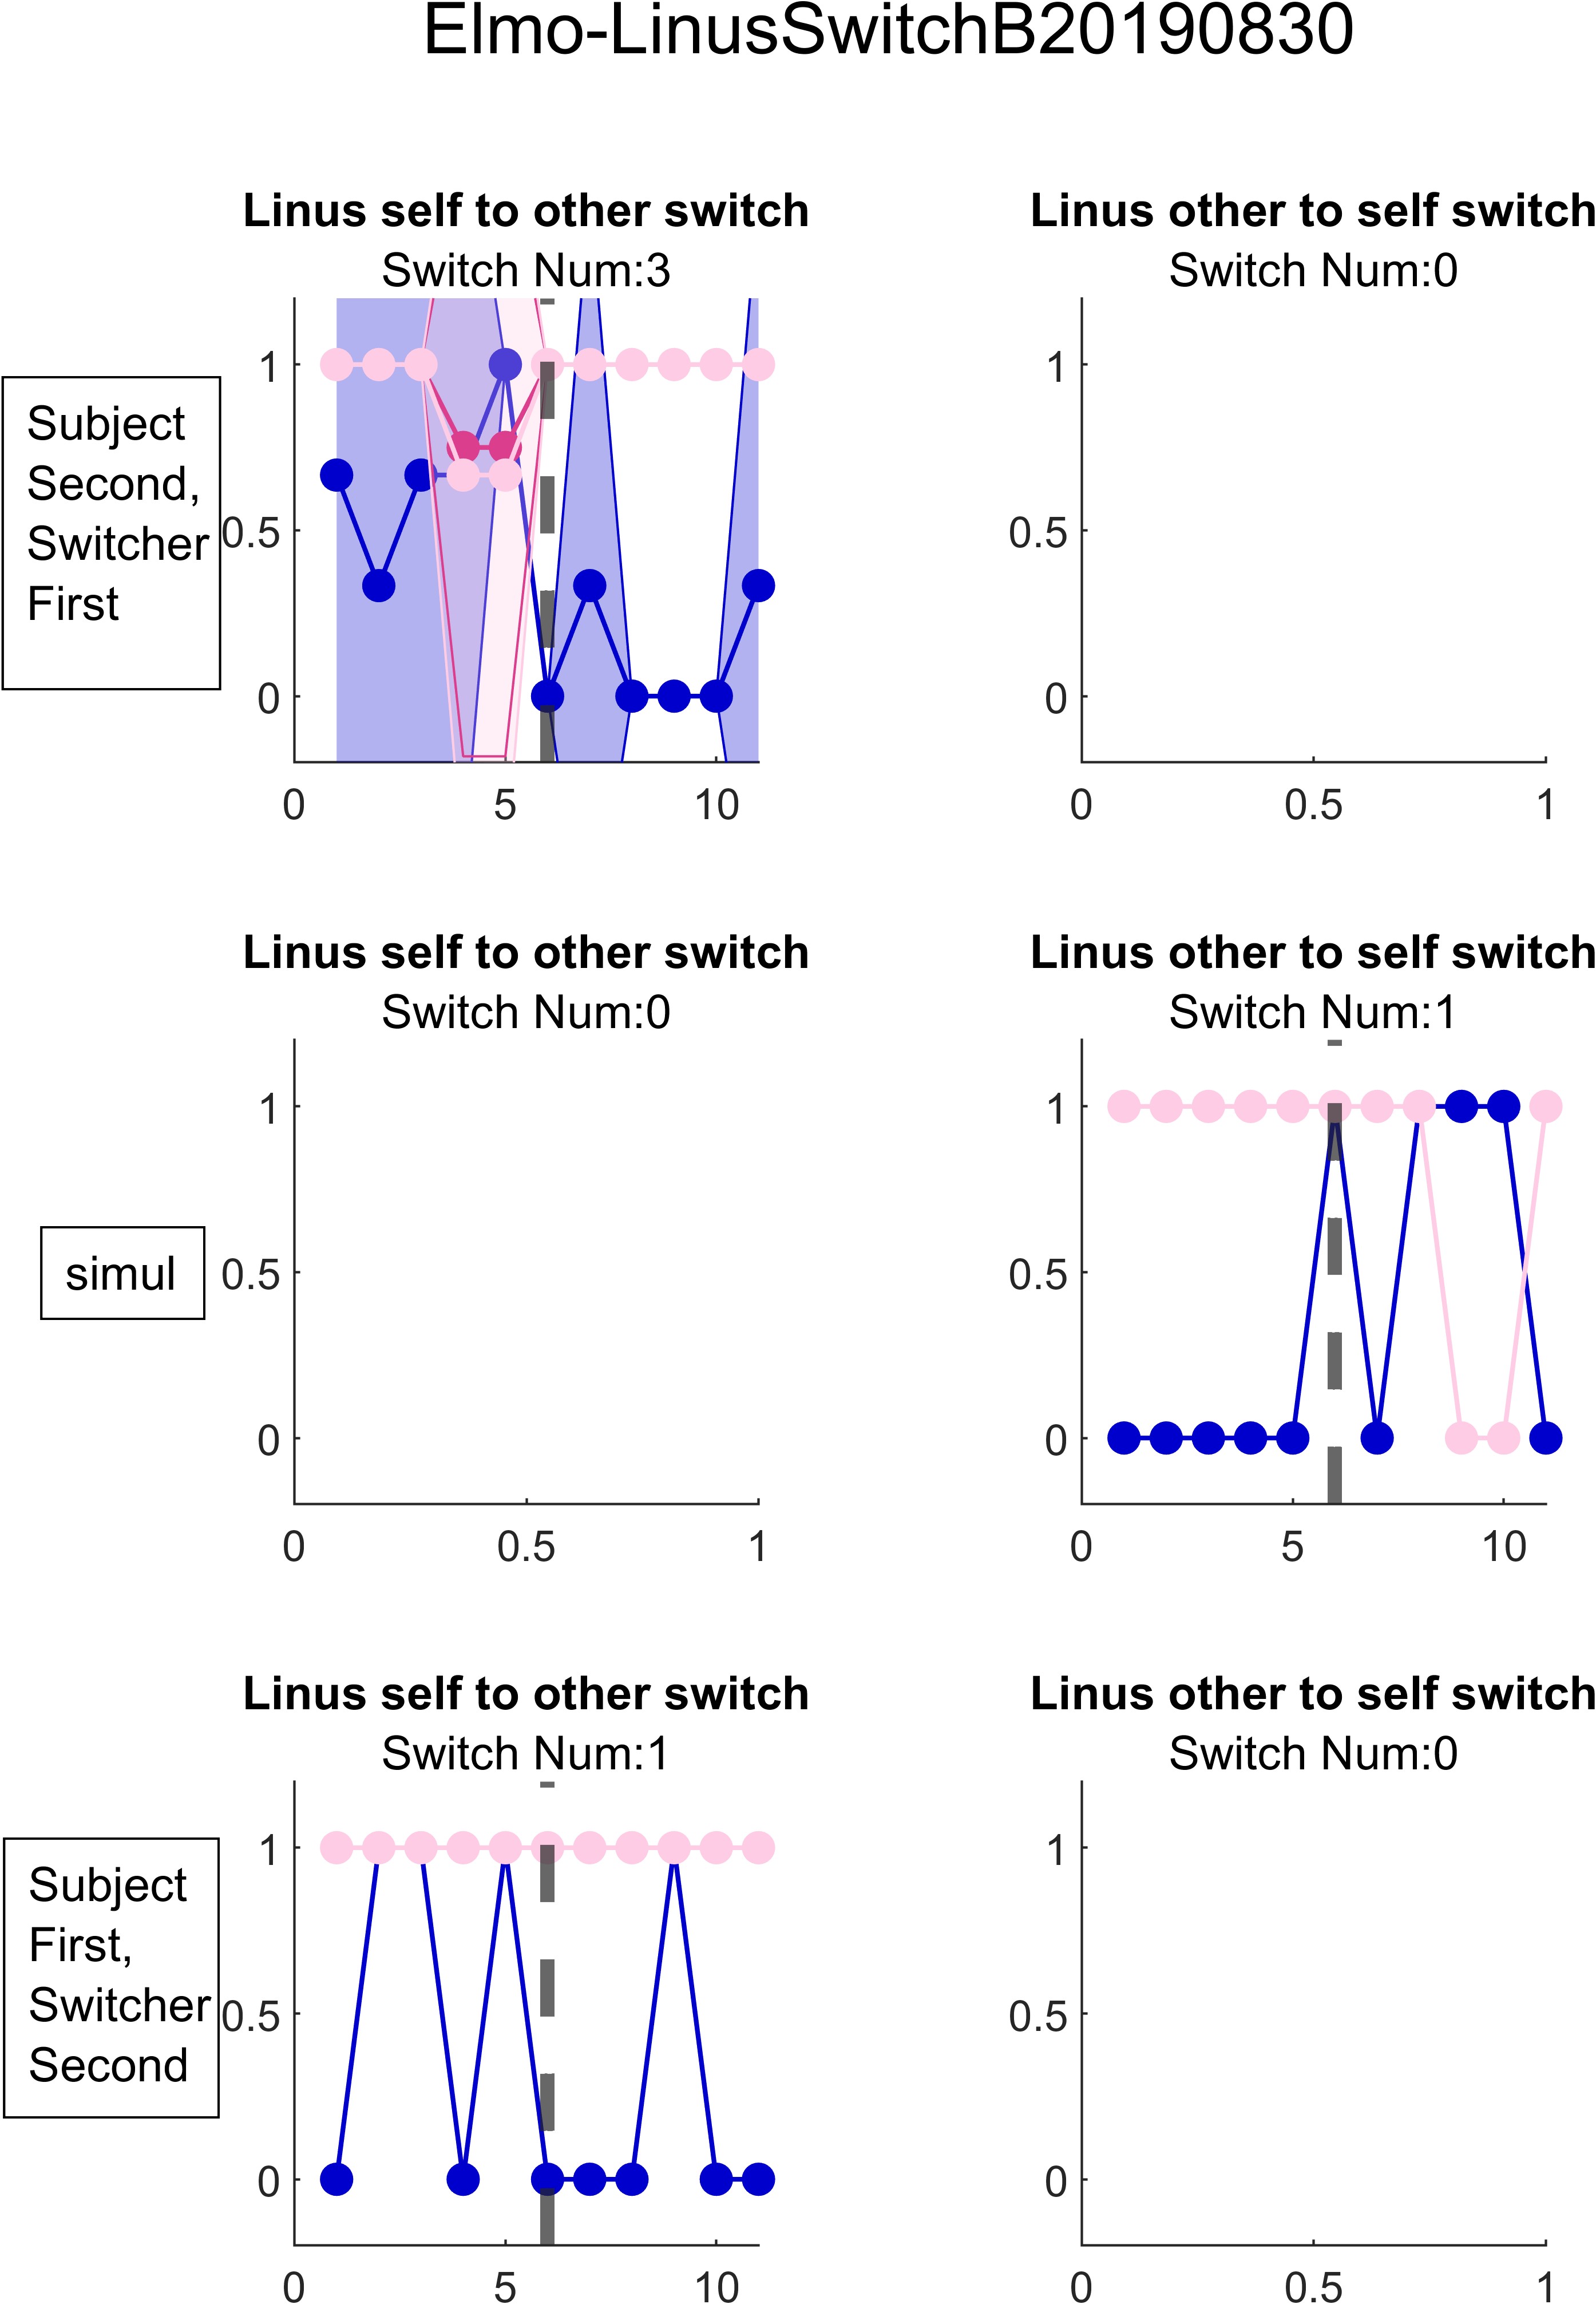 Elmo-LinusSwitchB20190830
Linus self to other switch
Switch Num:3
Linus other to self switch
Switch Num:0
Subject
Second,
Switcher
First
1
0.5
0
0
5
10
1
0.5
0
0
0.5
1
Linus self to other switch
Switch Num:0
Linus other to self switch
Switch Num:1
simul
1
0.5
0
0
0.5
1
1
0.5
0
0
5
10
Linus self to other switch
Switch Num:1
Linus other to self switch
Switch Num:0
Subject
First,
Switcher
Second
1
0.5
0
0
5
10
1
0.5
0
0
0.5
1